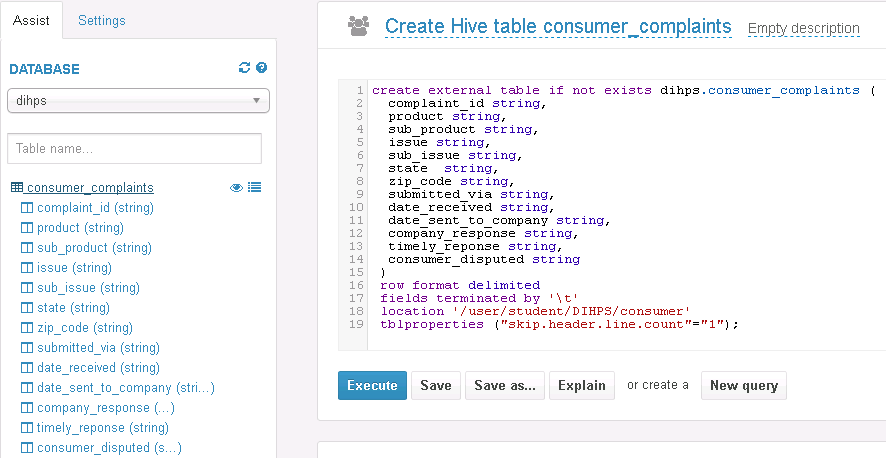 Assist
Settings
DATABASE
dihps
Table name...
consumer_complaints
complaint_id (string)
product (string)
sub_product (string)
issue (string)
sub_issue (string)
state (string)
zip_code (string)
submitted_via (string)
date_received (string)
date_sent_to_company (stri...)
company_response (...)
timely_reponse (string)
consumer_disputed (s...)
Create Hive table consumer_complaints Empty description
1 create external table if not exists dihps.consumer_complaints (
2 complaint_id string,
3 product string,
4 sub_product string,
5 issue string,
6 sub_issue string,
7 state  string,
8 zip_code string,
9 submitted_via string,
10 date_received string,
11 date_sent_to_company string,
12 company_response string,
13 timely_reponse string,
14 consumer_disputed string
15 )
16 row format delimited
17 fields terminated by '\t'
18 location '/user/student/DIHPS/consumer'
19 tblproperties ("skip.header.line.count"="1");
Execute Save Save as... Explain or create a New query